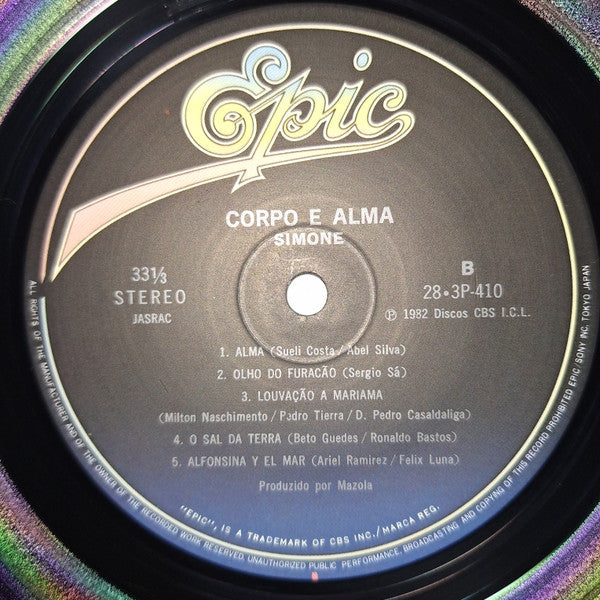 Epic
CORPO E ALMA
SIMONE
33⅓
STEREO
JASRAC
B
28・3P-410
Ⓟ 1982 Discos CBS I.C.L.
1. ALMA (Sueli Costa / Abel Silva)
2. OLHO DO FURACÃO (Sergio Sá)
3. LOUVAÇÃO A MARIAMA
(Milton Naschimento / Pedro Tierra / D. Pedro Casaldaliga)
4. O SAL DA TERRA (Beto Guedes / Ronaldo Bastos)
5. ALFONSINA Y EL MAR (Ariel Ramirez / Felix Luna)
Produzido por Mazola
"EPIC", IS A TRADEMARK OF CBS INC./MARCA REG.
ALL RIGHTS OF THE MANUFACTURER AND OF THE OWNER OF THE RECORDED WORK RESERVED. UNAUTHORIZED PUBLIC PERFORMANCE, BROADCASTING AND COPYING OF THIS RECORD PROHIBITED EPIC/SONY INC. TOKYO JAPAN